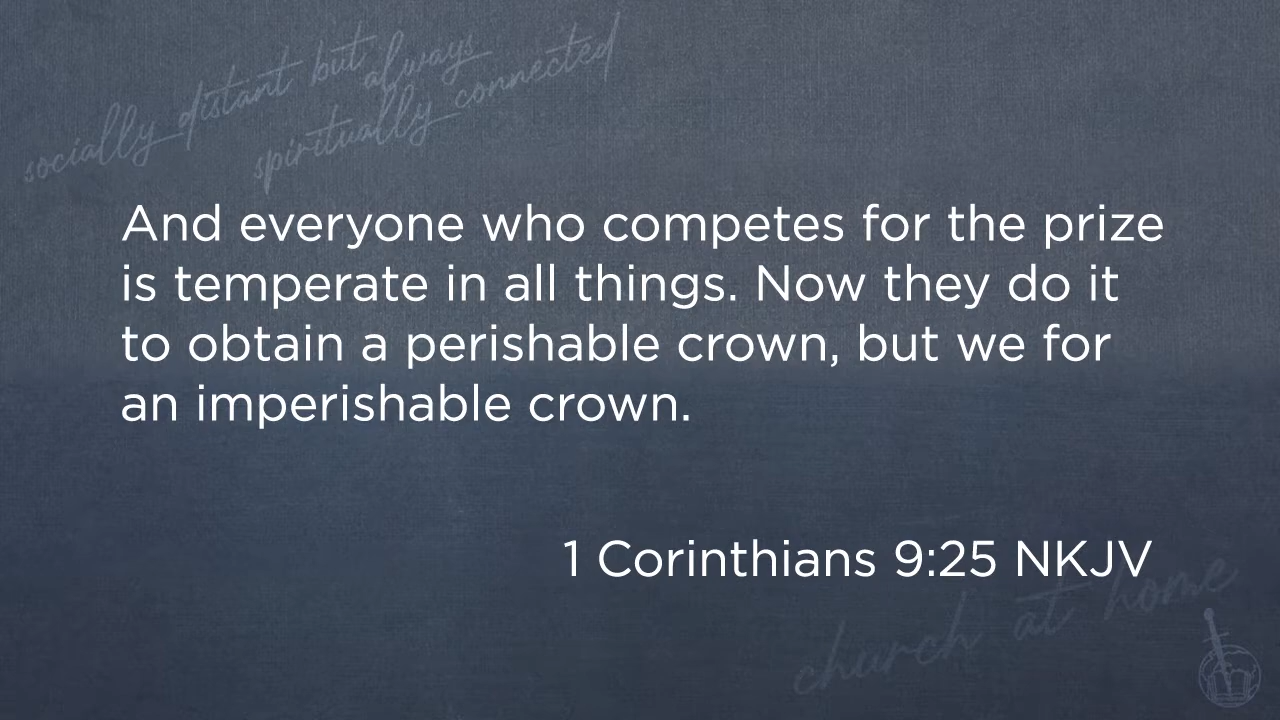 socially distant but always
spiritually connected
And everyone who competes for the prize
is temperate in all things. Now they do it
to obtain a perishable crown, but we for
an imperishable crown.
1 Corinthians 9:25 NKJV
church at home